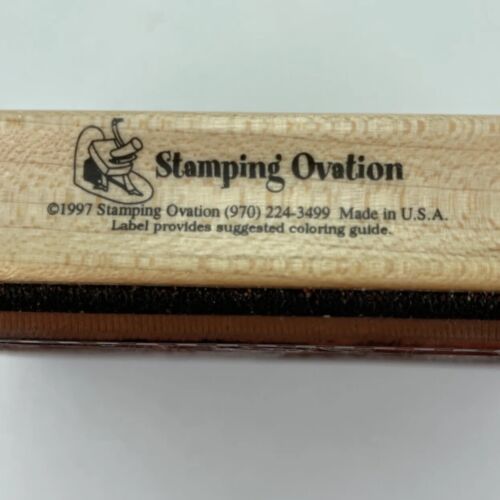 Stamping Ovation
©1997 Stamping Ovation (970) 224-3499 Made in U.S.A.
Label provides suggested coloring guide.